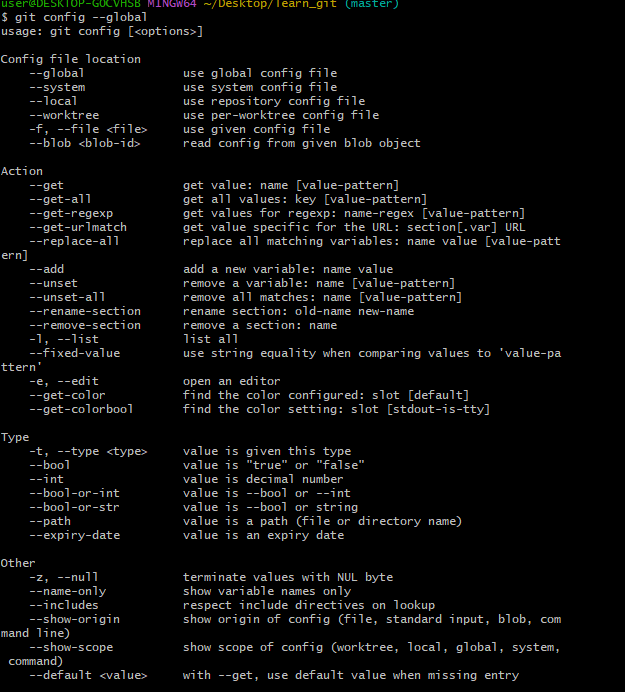 user@DESKTOP-GOCVHSB MINGW64 ~/Desktop/learn_git (master)
$ git config --global
usage: git config [<options>]

Config file location
    --global              use global config file
    --system              use system config file
    --local               use repository config file
    --worktree            use per-worktree config file
    -f, --file <file>     use given config file
    --blob <blob-id>      read config from given blob object

Action
    --get                 get value: name [value-pattern]
    --get-all             get all values: key [value-pattern]
    --get-regexp          get values for regexp: name-regex [value-pattern]
    --get-urlmatch        get value specific for the URL: section[.var] URL
    --replace-all         replace all matching variables: name value [value-patt
ern]
    --add                 add a new variable: name value
    --unset               remove a variable: name [value-pattern]
    --unset-all           remove all matches: name [value-pattern]
    --rename-section      rename section: old-name new-name
    --remove-section      remove a section: name
    -l, --list            list all
    --fixed-value         use string equality when comparing values to 'value-pa
ttern'
    -e, --edit            open an editor
    --get-color           find the color configured: slot [default]
    --get-colorbool       find the color setting: slot [stdout-is-tty]

Type
    -t, --type <type>     value is given this type
    --bool                value is "true" or "false"
    --int                 value is decimal number
    --bool-or-int         value is --bool or --int
    --bool-or-str         value is --bool or string
    --path                value is a path (file or directory name)
    --expiry-date         value is an expiry date

Other
    -z, --null            terminate values with NUL byte
    --name-only           show variable names only
    --includes            respect include directives on lookup
    --show-origin         show origin of config (file, standard input, blob, com
mand line)
    --show-scope          show scope of config (worktree, local, global, system,
 command)
    --default <value>     with --get, use default value when missing entry